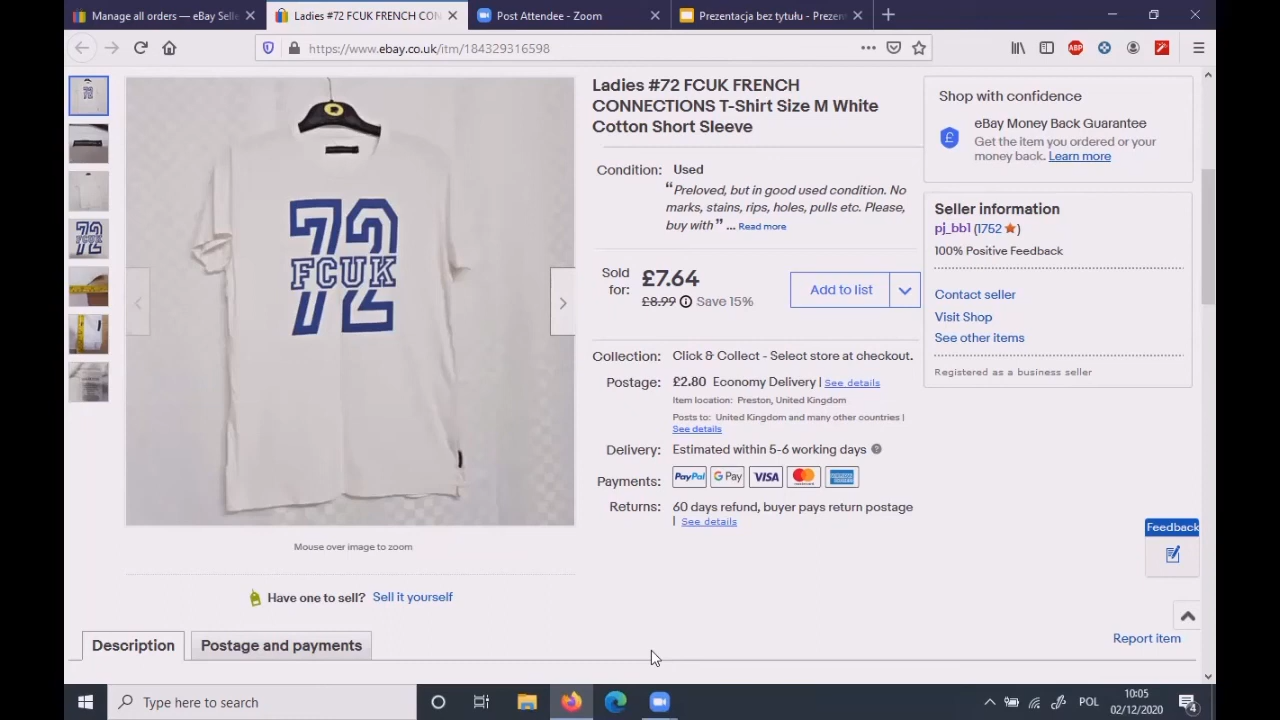 Manage all orders — eBay Selle
Ladies #72 FCUK FRENCH CON
Post Attendee - Zoom
Prezentacja bez tytułu - Prezen
https://www.ebay.co.uk/itm/184329316598
ABP
72
FCUK
Mouse over image to zoom
Have one to sell? Sell it yourself
Ladies #72 FCUK FRENCH
CONNECTIONS T-Shirt Size M White
Cotton Short Sleeve
Condition: Used
“Preloved, but in good used condition. No
marks, stains, rips, holes, pulls etc. Please,
buy with” ... Read more
Sold for: £7.64
£8.99 Save 15%
Add to list
Collection: Click & Collect - Select store at checkout.
Postage: £2.80 Economy Delivery | See details
Item location: Preston, United Kingdom
Posts to: United Kingdom and many other countries |
See details
Delivery: Estimated within 5-6 working days
Payments: PayPal G Pay VISA
Returns: 60 days refund, buyer pays return postage
| See details
Shop with confidence
eBay Money Back Guarantee
Get the item you ordered or your
money back. Learn more
Seller information
pj_bb1 (1752)
100% Positive Feedback
Contact seller
Visit Shop
See other items
Registered as a business seller
Feedback
Report item
Description
Postage and payments
Type here to search
POL
10:05
02/12/2020
4